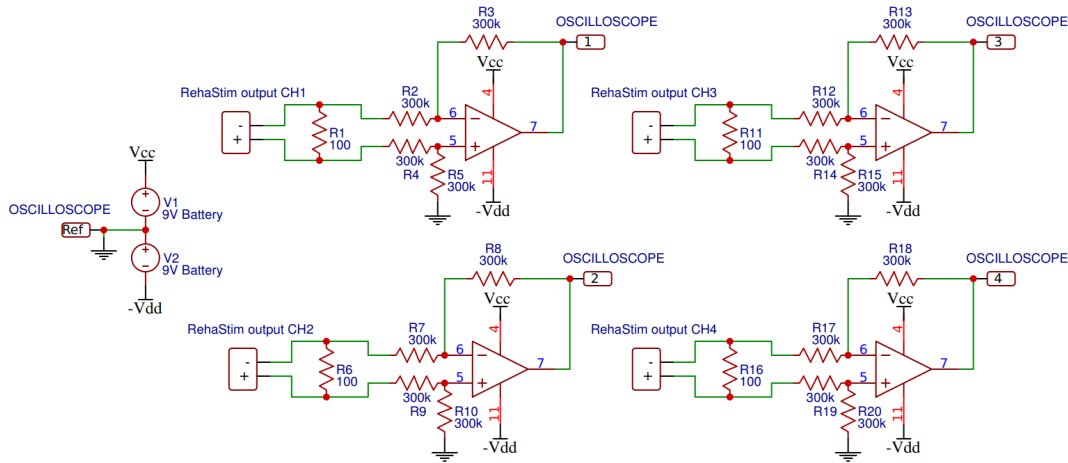 R3
300k
OSCILLOSCOPE
1
Vcc
4
RehaStim output CH1
R2
300k
-
+
R1
100
6
5
7
300k
R4
R5
300k
11
-Vdd
R13
300k
OSCILLOSCOPE
3
Vcc
4
RehaStim output CH3
R12
300k
-
+
R11
100
6
5
7
300k
R14
R15
300k
11
-Vdd
Vcc
V1
9V Battery
OSCILLOSCOPE
Ref
V2
9V Battery
-Vdd
R8
300k
OSCILLOSCOPE
2
Vcc
4
RehaStim output CH2
R7
300k
-
+
R6
100
6
5
7
300k
R9
R10
300k
11
-Vdd
R18
300k
OSCILLOSCOPE
4
Vcc
4
RehaStim output CH4
R17
300k
-
+
R16
100
6
5
7
300k
R19
R20
300k
11
-Vdd